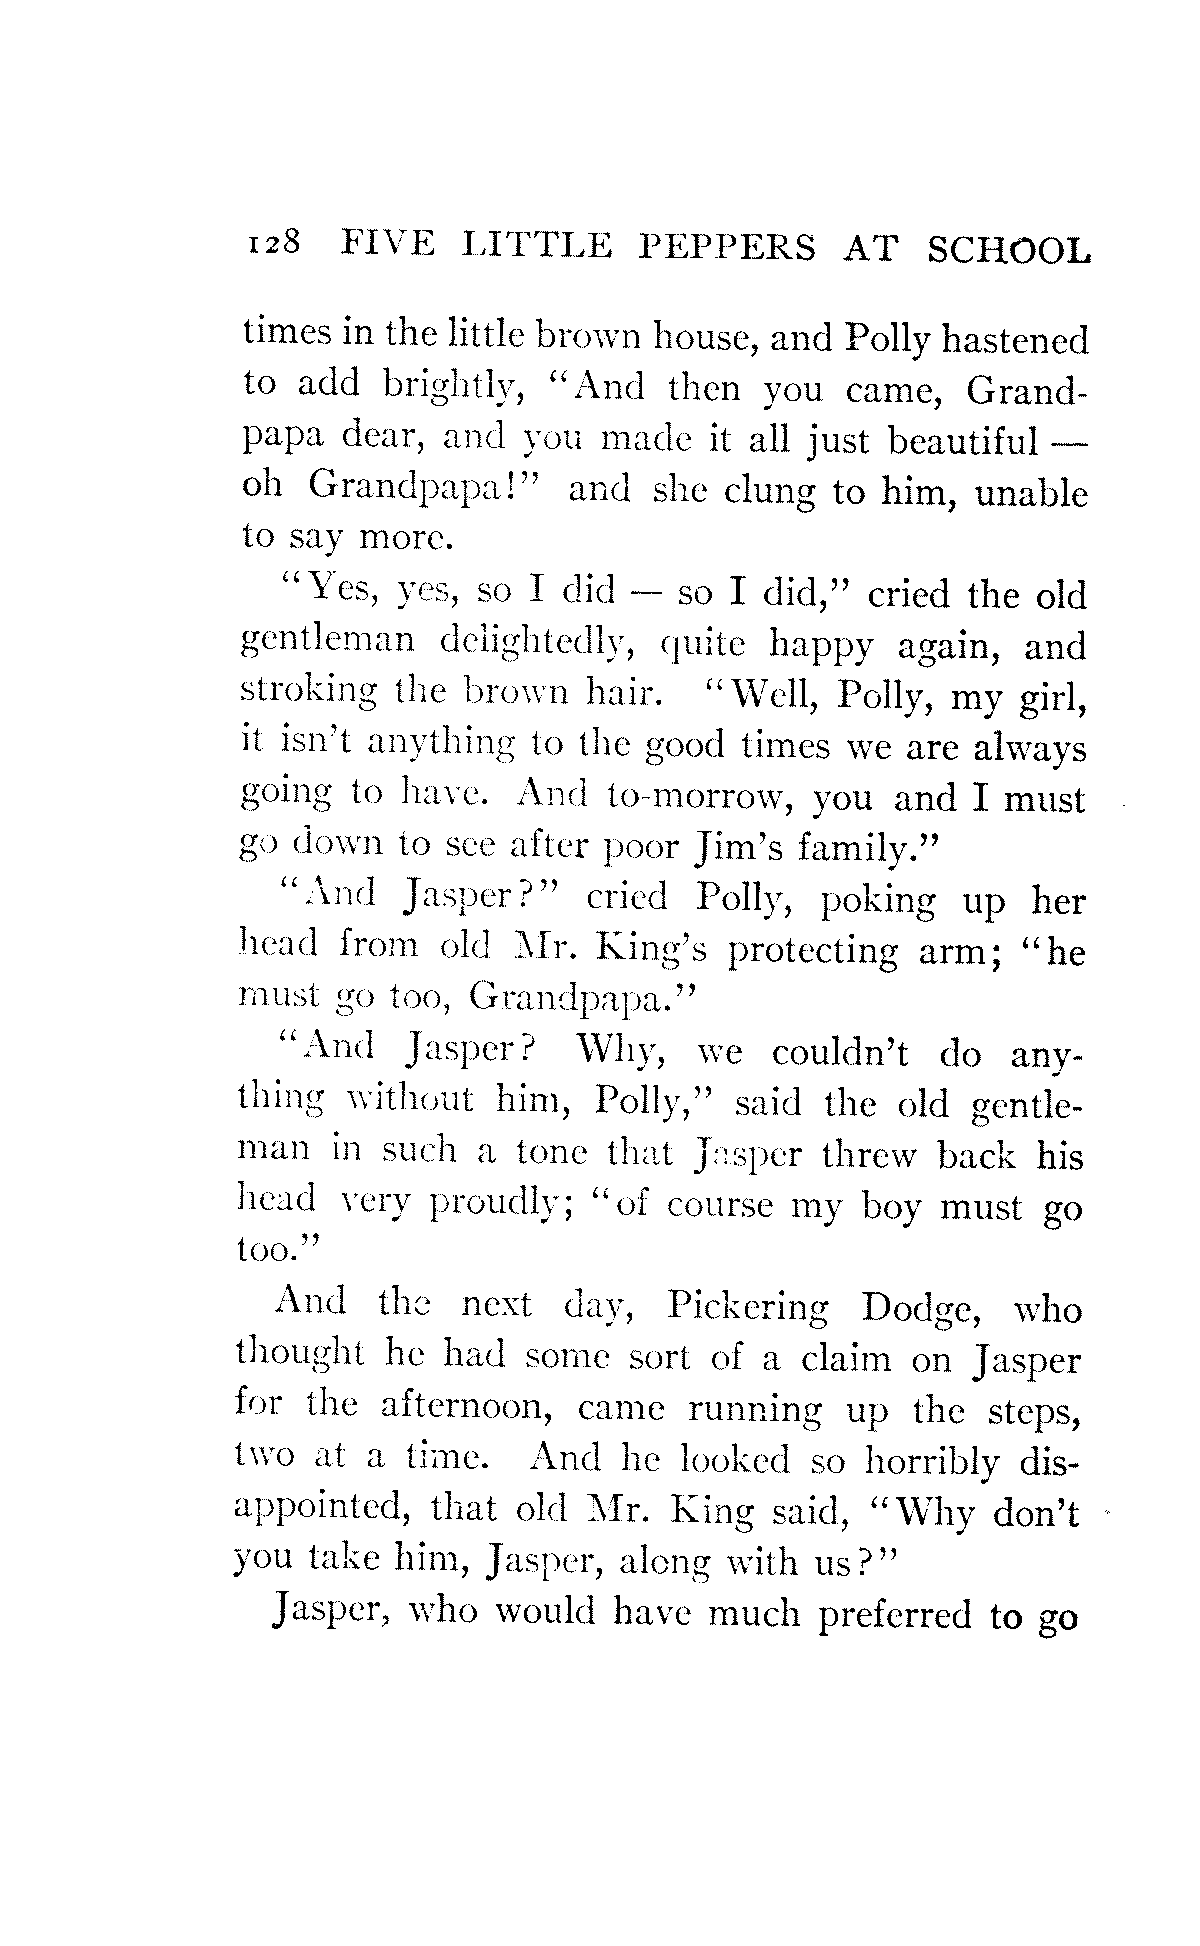 128 FIVE LITTLE PEPPERS AT SCHOOL
times in the little brown house, and Polly hastened
to add brightly, “And then you came, Grand-
papa dear, and you made it all just beautiful —
oh Grandpapa!” and she clung to him, unable
to say more.
“Yes, yes, so I did — so I did,” cried the old
gentleman delightedly, quite happy again, and
stroking the brown hair. “Well, Polly, my girl,
it isn’t anything to the good times we are always
going to have. And to-morrow, you and I must
go down to see after poor Jim’s family.”
“And Jasper?” cried Polly, poking up her
head from old Mr. King’s protecting arm; “he
must go too, Grandpapa.”
“And Jasper? Why, we couldn’t do any-
thing without him, Polly,” said the old gentle-
man in such a tone that Jasper threw back his
head very proudly; “of course my boy must go
too.”
And the next day, Pickering Dodge, who
thought he had some sort of a claim on Jasper
for the afternoon, came running up the steps,
two at a time. And he looked so horribly dis-
appointed, that old Mr. King said, “Why don’t
you take him, Jasper, along with us?”
Jasper, who would have much preferred to go